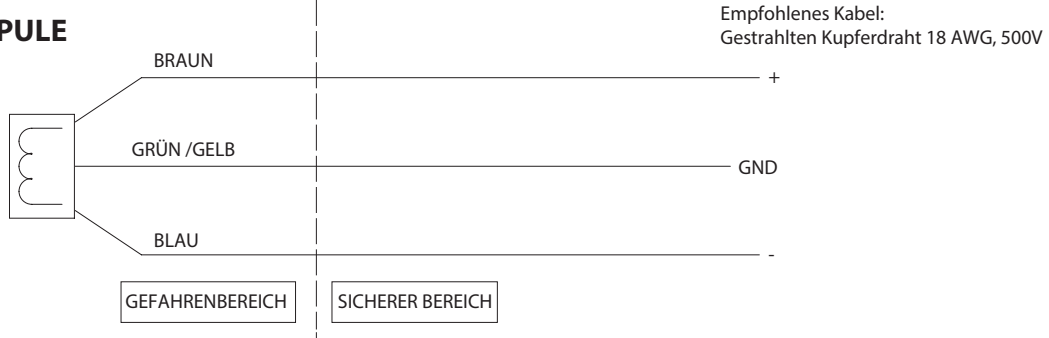 PULE
Empfohlenes Kabel:
Gestrahlten Kupferdraht 18 AWG, 500V
BRAUN
+
GRÜN /GELB
GND
BLAU
-
GEFAHRENBEREICH
SICHERER BEREICH